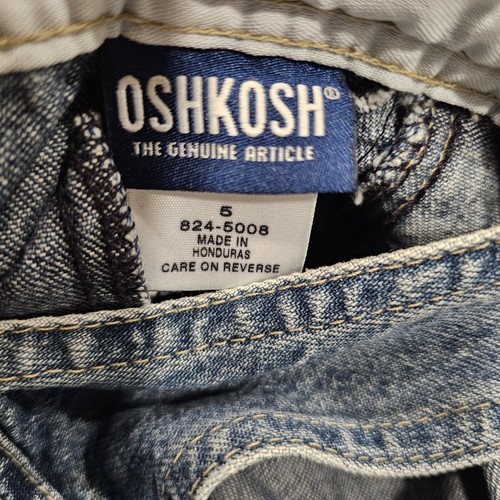 OSHKOSH®
THE GENUINE ARTICLE
5
824-5008
MADE IN
HONDURAS
CARE ON REVERSE